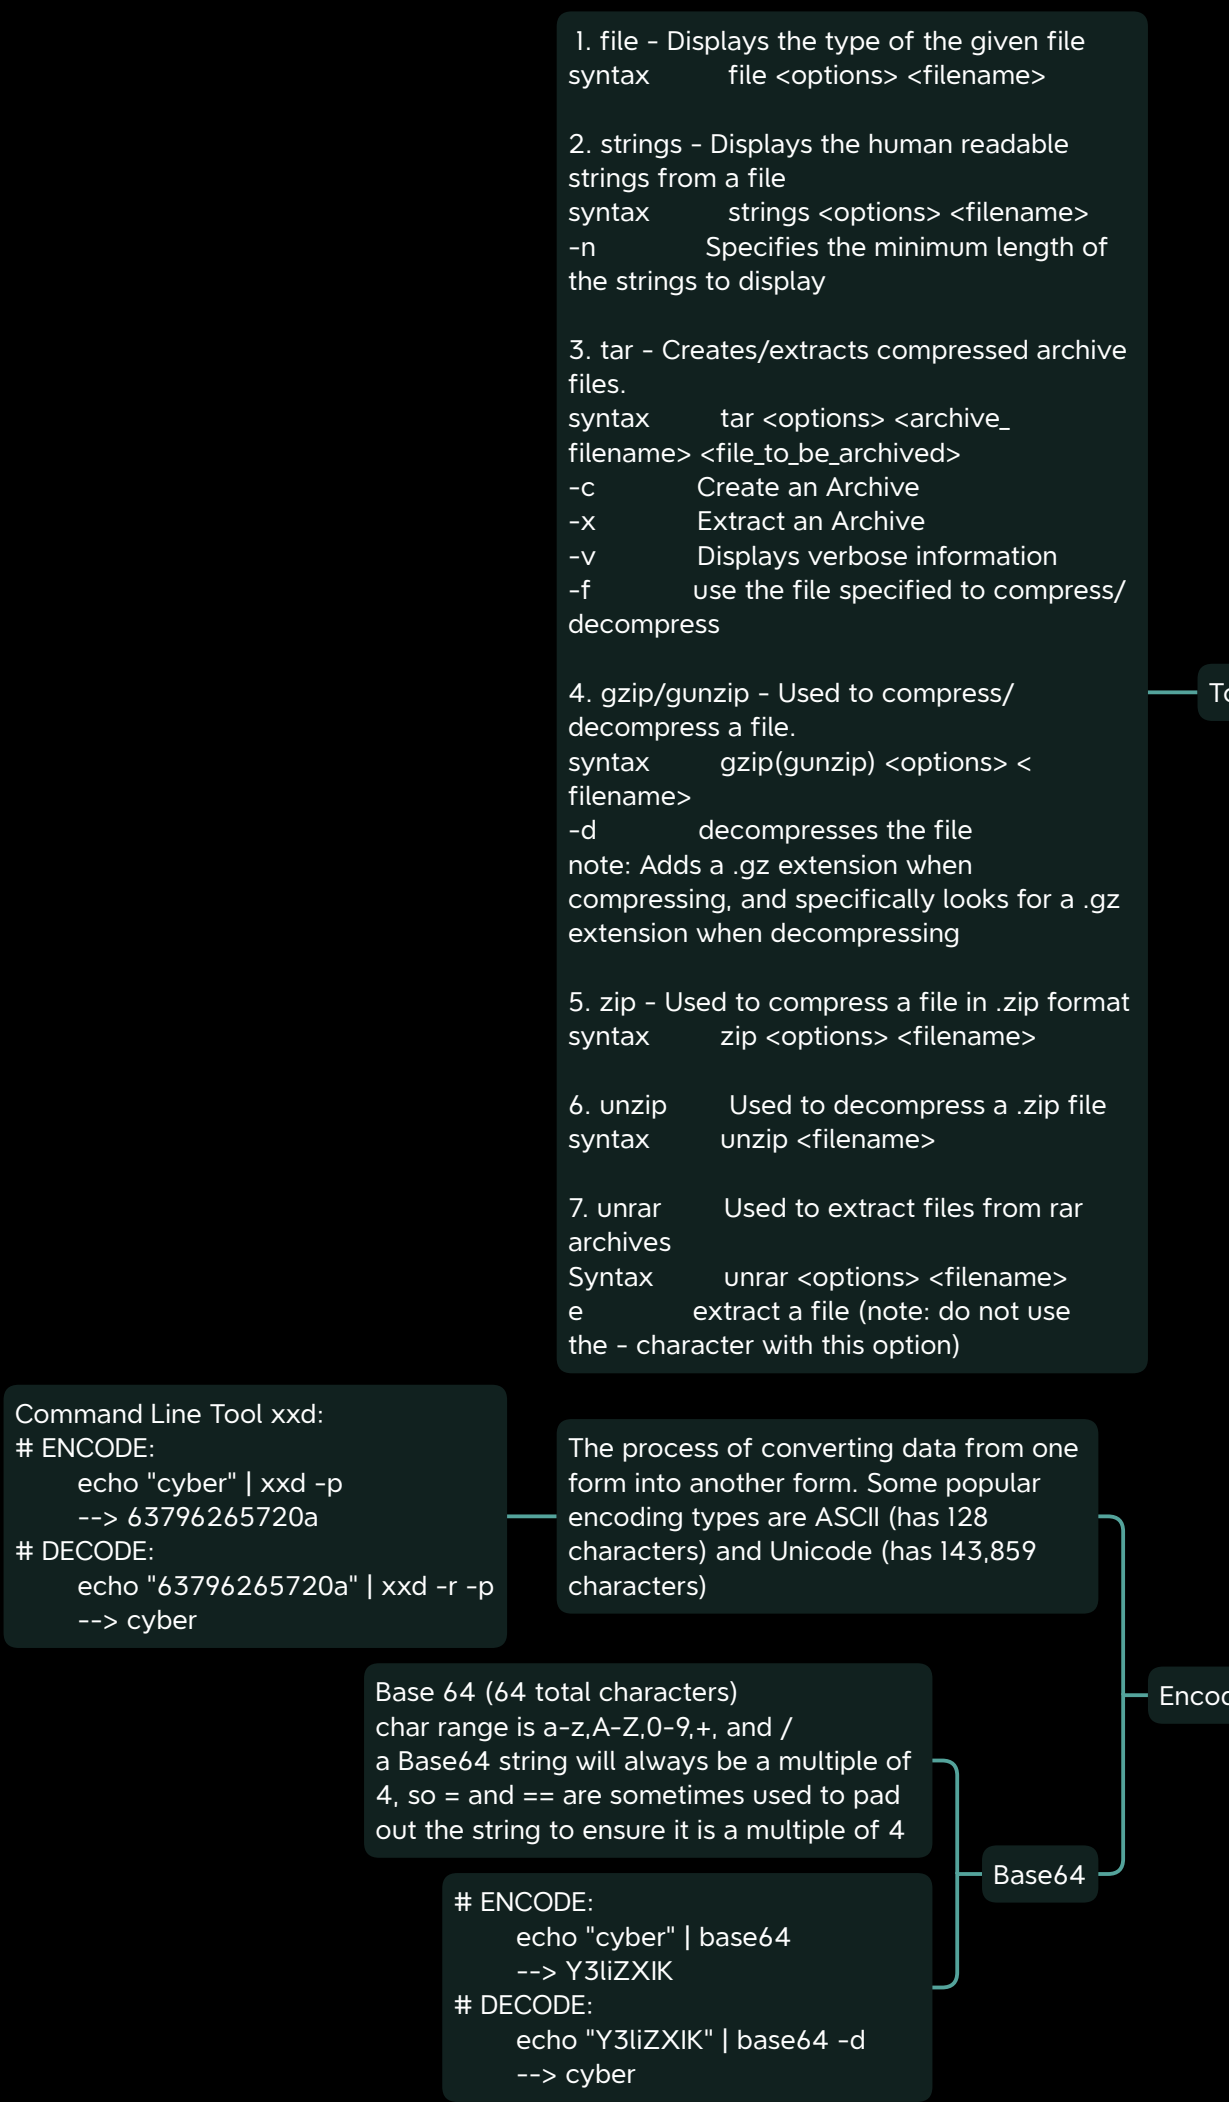 1. file - Displays the type of the given file
syntax file <options> <filename>
2. strings - Displays the human readable
strings from a file
syntax strings <options> <filename>
-n Specifies the minimum length of
the strings to display
3. tar - Creates/extracts compressed archive
files.
syntax tar <options> <archive_
filename> <file_to_be_archived>
-c Create an Archive
-x Extract an Archive
-v Displays verbose information
-f use the file specified to compress/
decompress
4. gzip/gunzip - Used to compress/
decompress a file.
syntax gzip(gunzip) <options> <
filename>
-d decompresses the file
note: Adds a .gz extension when
compressing, and specifically looks for a .gz
extension when decompressing
5. zip - Used to compress a file in .zip format
syntax zip <options> <filename>
6. unzip Used to decompress a .zip file
syntax unzip <filename>
7. unrar Used to extract files from rar
archives
Syntax unrar <options> <filename>
e extract a file (note: do not use
the - character with this option)
Command Line Tool xxd:
# ENCODE:
echo "cyber" | xxd -p
--> 63796265720a
# DECODE:
echo "63796265720a" | xxd -r -p
--> cyber
The process of converting data from one
form into another form. Some popular
encoding types are ASCII (has 128
characters) and Unicode (has 143,859
characters)
Base 64 (64 total characters)
char range is a-z,A-Z,0-9,+, and /
a Base64 string will always be a multiple of
4, so = and == are sometimes used to pad
out the string to ensure it is a multiple of 4
Base64
# ENCODE:
echo "cyber" | base64
--> Y3liZXIK
# DECODE:
echo "Y3liZXIK" | base64 -d
--> cyber